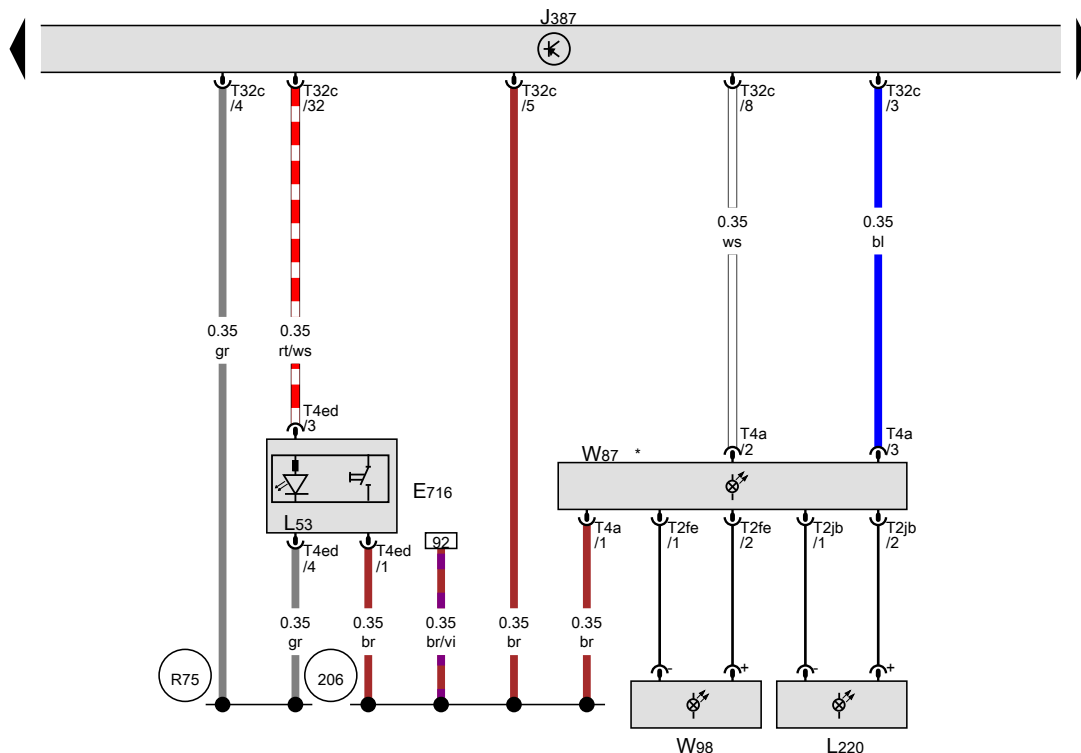 J387
T32c
/4
T32c
/32
T32c
/5
T32c
/8
T32c
/3
0.35
ws
0.35
bl
0.35
gr
0.35
rt/ws
T4ed
/3
T4a
/2
T4a
/3
W87 *
E716
L53
T4ed
/4
T4ed
/1
92
T4a
/1
T2fe
/1
T2fe
/2
T2jb
/1
T2jb
/2
0.35
gr
0.35
br
0.35
br/vi
0.35
br
0.35
br
R75
206
-
+
-
+
W98
L220